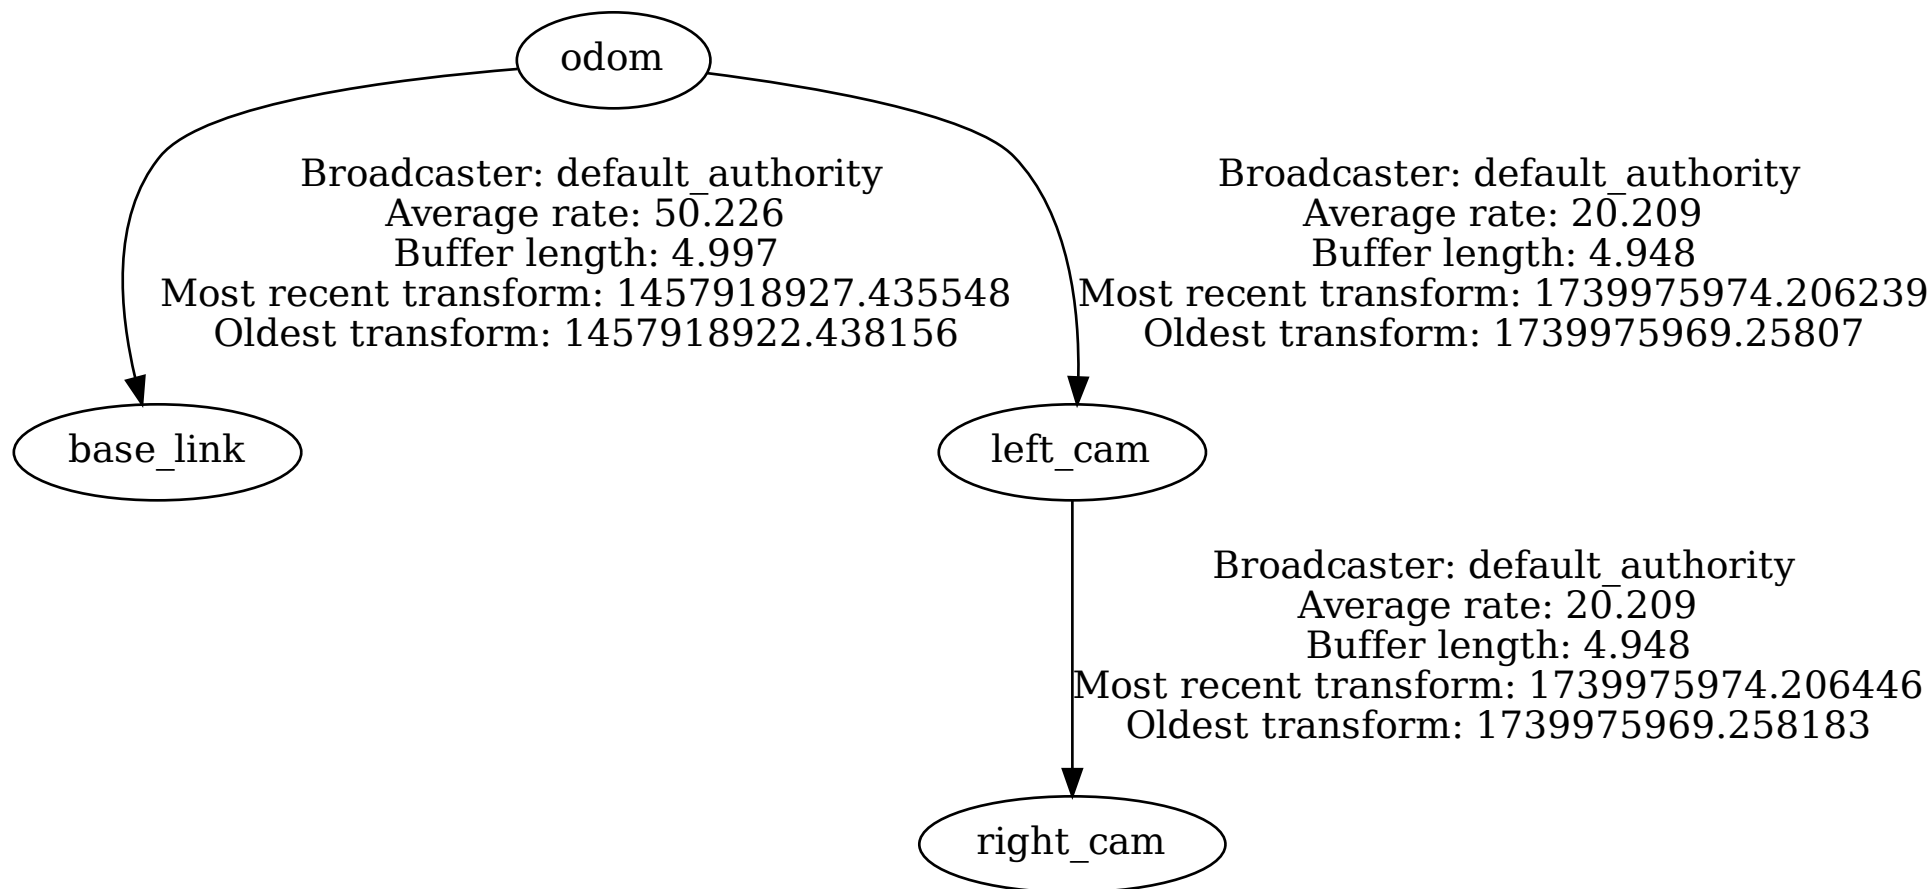 odom
Broadcaster: default_authority
Average rate: 50.226
Buffer length: 4.997
Most recent transform: 1457918927.435548
Oldest transform: 1457918922.438156
Broadcaster: default_authority
Average rate: 20.209
Buffer length: 4.948
Most recent transform: 1739975974.206239
Oldest transform: 1739975969.25807
base_link
left_cam
Broadcaster: default_authority
Average rate: 20.209
Buffer length: 4.948
Most recent transform: 1739975974.206446
Oldest transform: 1739975969.258183
right_cam